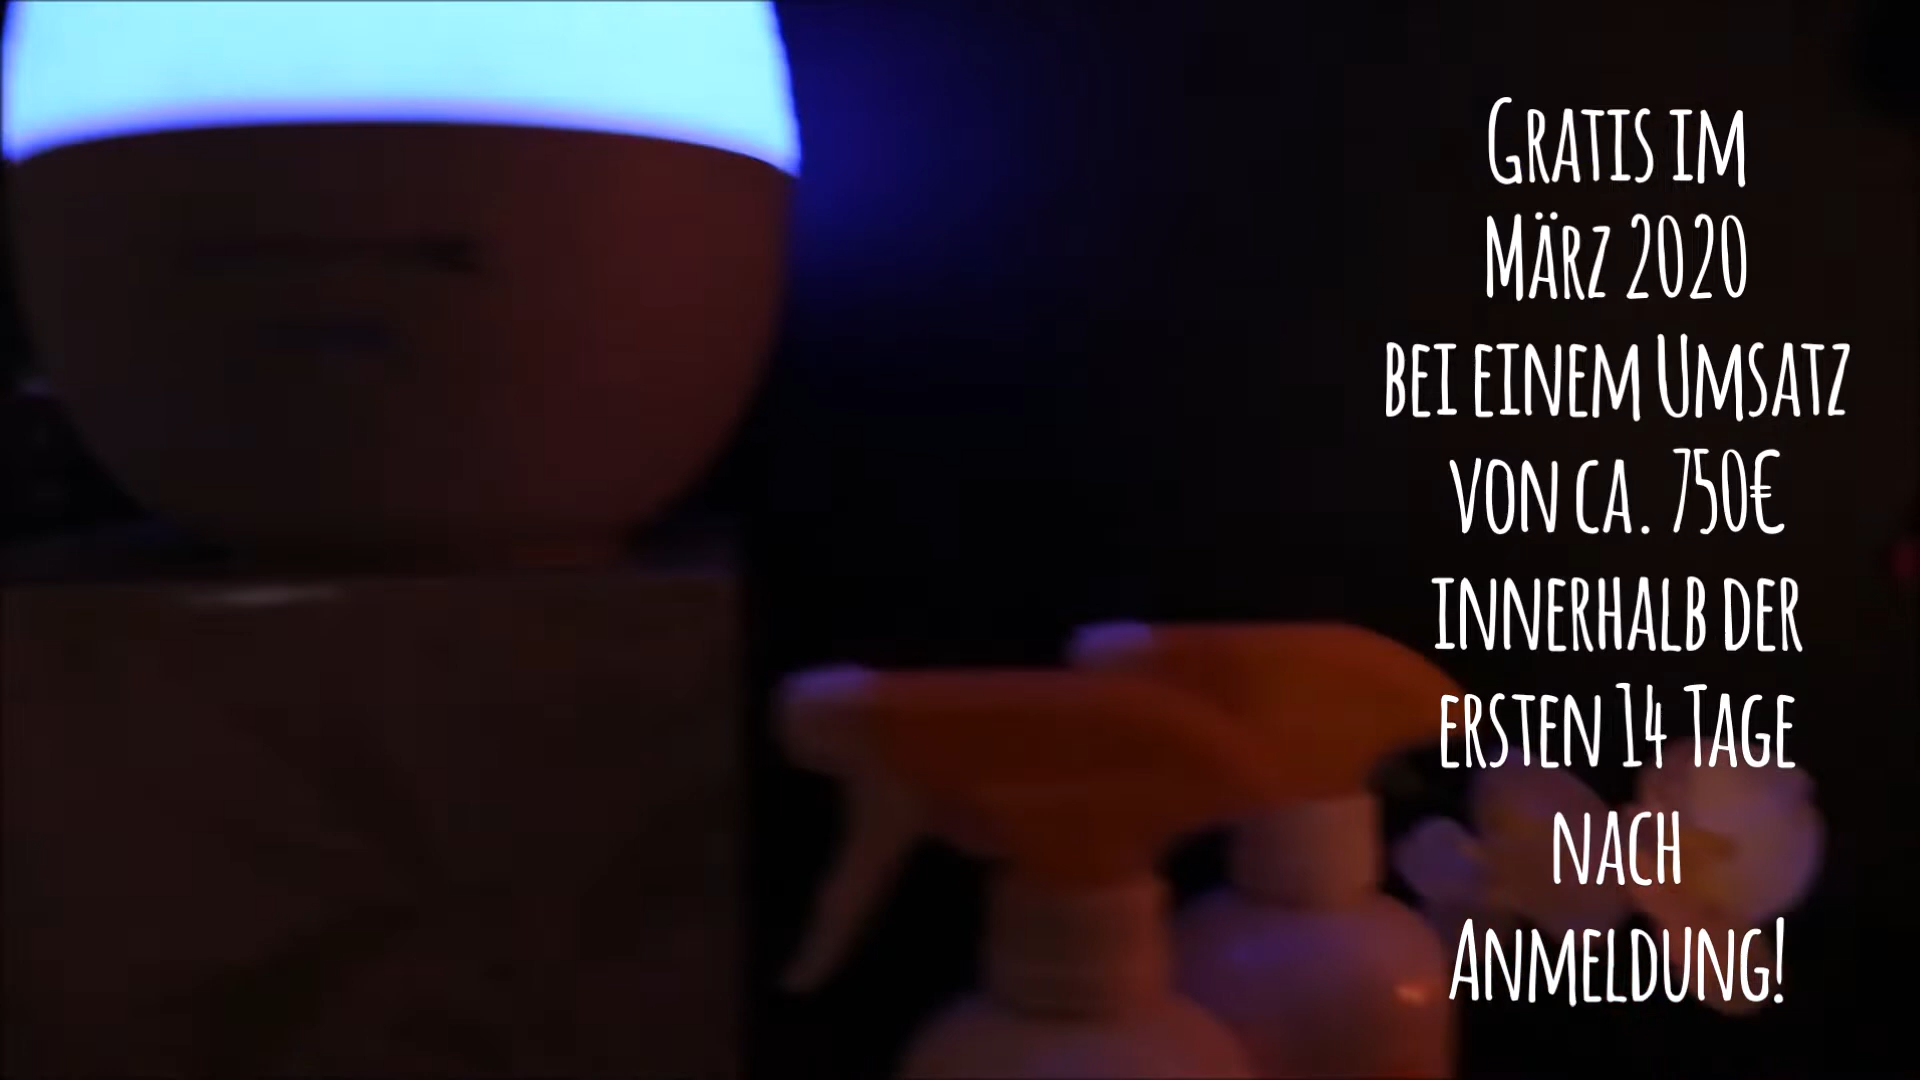 Gratis im
März 2020
bei einem Umsatz
von ca. 750€
innerhalb der
ersten 14 Tage
nach
Anmeldung!